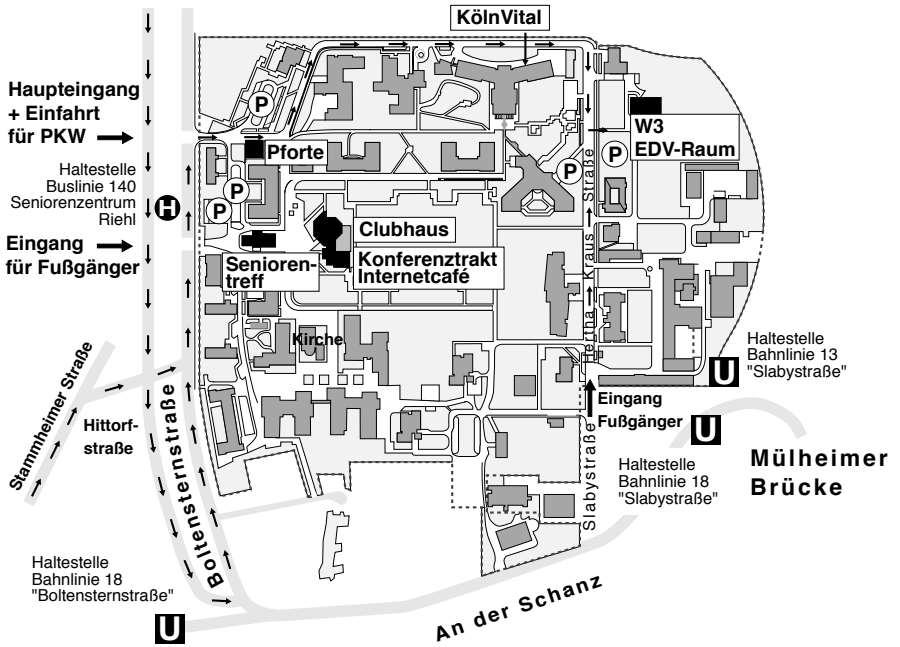 KölnVital
Haupteingang
+ Einfahrt
für PKW
P
P
W3
EDV-Raum
Pforte
P
P
P
P
Haltestelle
Buslinie 140
Seniorenzentrum
Riehl
H
Eingang
für Fußgänger
Clubhaus
Konferenztrakt
Internetcafé
Senioren-
treff
Hertha Kraus Straße
Kirche
Haltestelle
Bahnlinie 13
"Slabystraße"
U
Stammheimer Straße
Hittorf-
straße
Boltensternstraße
Eingang
Fußgänger
U
Slabystraße
Haltestelle
Bahnlinie 18
"Slabystraße"
Mülheimer
Brücke
Haltestelle
Bahnlinie 18
"Boltensternstraße"
U
An der Schanz